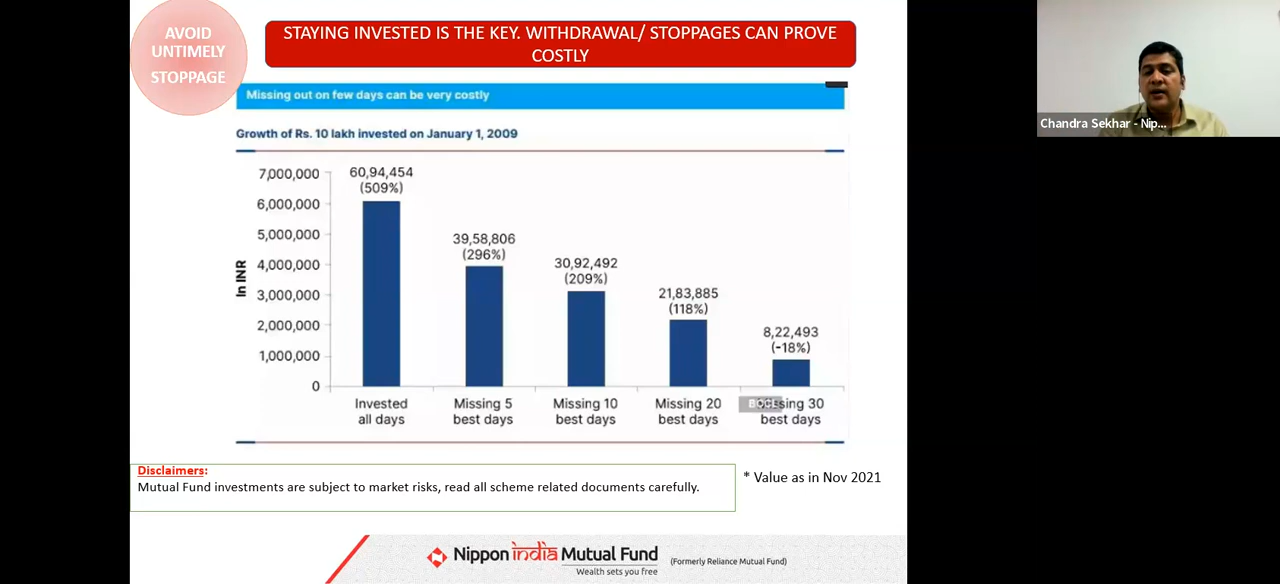 AVOID
UNTIMELY
STOPPAGE
STAYING INVESTED IS THE KEY. WITHDRAWAL/ STOPPAGES CAN PROVE
COSTLY
Missing out on few days can be very costly
Growth of Rs. 10 lakh invested on January 1, 2009
In INR
7,000,000
6,000,000
5,000,000
4,000,000
3,000,000
2,000,000
1,000,000
0
60,94,454
(509%)
39,58,806
(296%)
30,92,492
(209%)
21,83,885
(118%)
8,22,493
(-18%)
Invested
all days
Missing 5
best days
Missing 10
best days
Missing 20
best days
30
best days
Disclaimers:
Mutual Fund investments are subject to market risks, read all scheme related documents carefully.
* Value as in Nov 2021
Nippon india Mutual Fund
Wealth sets you free
(Formerly Reliance Mutual Fund)
Chandra Sekhar - Nip...